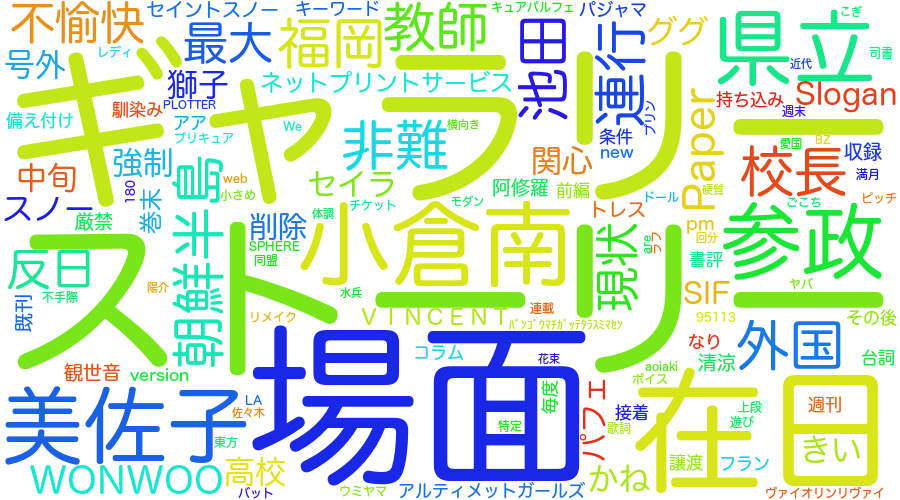 不愉快
セイントスノー
キーワード
キュアパルフェ
パジャマ
こぎ
号外
レディ
最大
福岡
教師
池田
連行
グググ
県立
司書
獅子
ネットプリントサービス
近代
馴染み
PLOTTER
ギャラリー
持ち込み
Slogan
備え付け
アア
プリキュア
We
非難
横向き
条件
new
プリン
Paper
週末
愛国
BZ
収録
中旬
強制
関心
校長
満月
180
web
小さめ
朝鮮半島
セイラ
阿修羅
前編
ドール
硬質
ごこち
ピッチ
スノー
巻末
体調
チケット
モダン
トレス
厳禁
削除
小倉南
現状
are
ララ
pm
回分
参政
反日
SPHERE
同盟
書評
ヤバ
不手際
陽介
水兵
SIF
既刊
リメイク
VINCENT
連載
95113
その後
ストーリー
ﾊﾟﾝｺﾞｳﾏﾁｶﾞｯﾃﾀﾗｽﾐﾏｾﾝ
なり
外国
観世音
version
コラム
花束
清涼
台詞
場面
aoiaki
ボイス
在日
美佐子
LA
佐々木
毎度
パフェ
接着
上段
週刊
東方
特定
歌詞
遊び
きい
WONWOO
高校
かね
譲渡
フラン
バット
ウミヤマ
アルティメットガールズ
ヴァイオリンリヴァイ